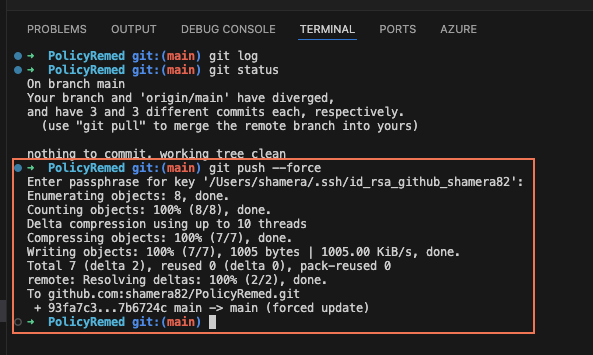 PROBLEMS OUTPUT DEBUG CONSOLE TERMINAL PORTS AZURE
➜ PolicyRemed git:(main) git log
➜ PolicyRemed git:(main) git status
On branch main
Your branch and 'origin/main' have diverged,
and have 3 and 3 different commits each, respectively.
(use "git pull" to merge the remote branch into yours)
nothing to commit, working tree clean
➜ PolicyRemed git:(main) git push --force
Enter passphrase for key '/Users/shamera/.ssh/id_rsa_github_shamera82':
Enumerating objects: 8, done.
Counting objects: 100% (8/8), done.
Delta compression using up to 10 threads
Compressing objects: 100% (7/7), done.
Writing objects: 100% (7/7), 1005 bytes | 1005.00 KiB/s, done.
Total 7 (delta 2), reused 0 (delta 0), pack-reused 0
remote: Resolving deltas: 100% (2/2), done.
To github.com:shamera82/PolicyRemed.git
+ 93fa7c3...7b6724c main -> main (forced update)
➜ PolicyRemed git:(main)